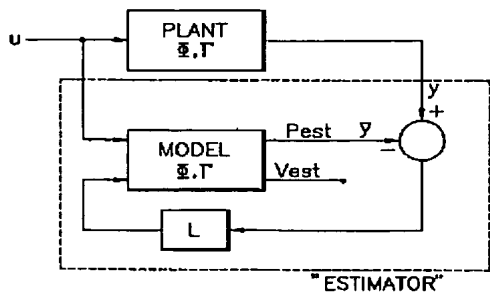 PLANT
Φ,Γ
u
y
+
MODEL
Φ,Γ
Pest
ȳ
−
Vest
L
"ESTIMATOR"